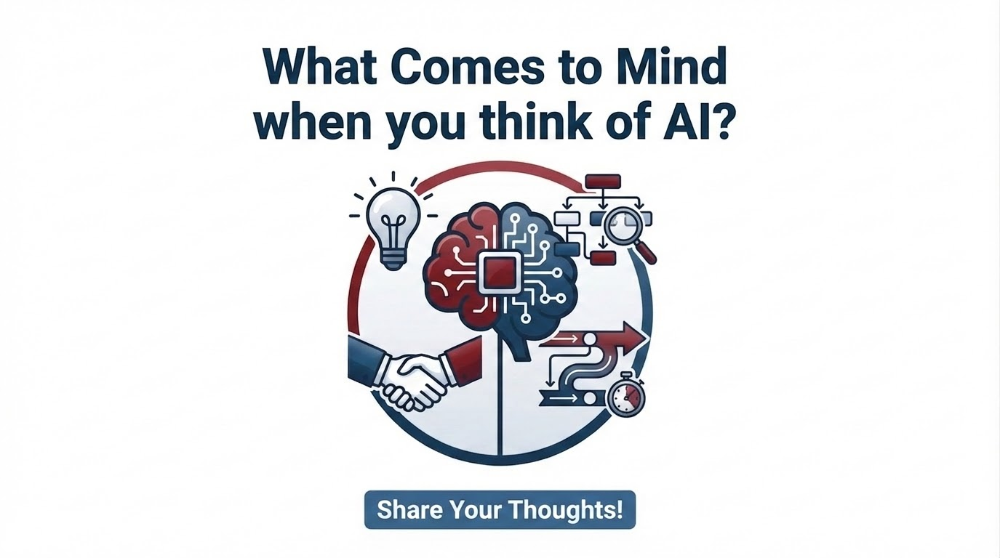 What Comes to Mind
when you think of AI?
Share Your Thoughts!